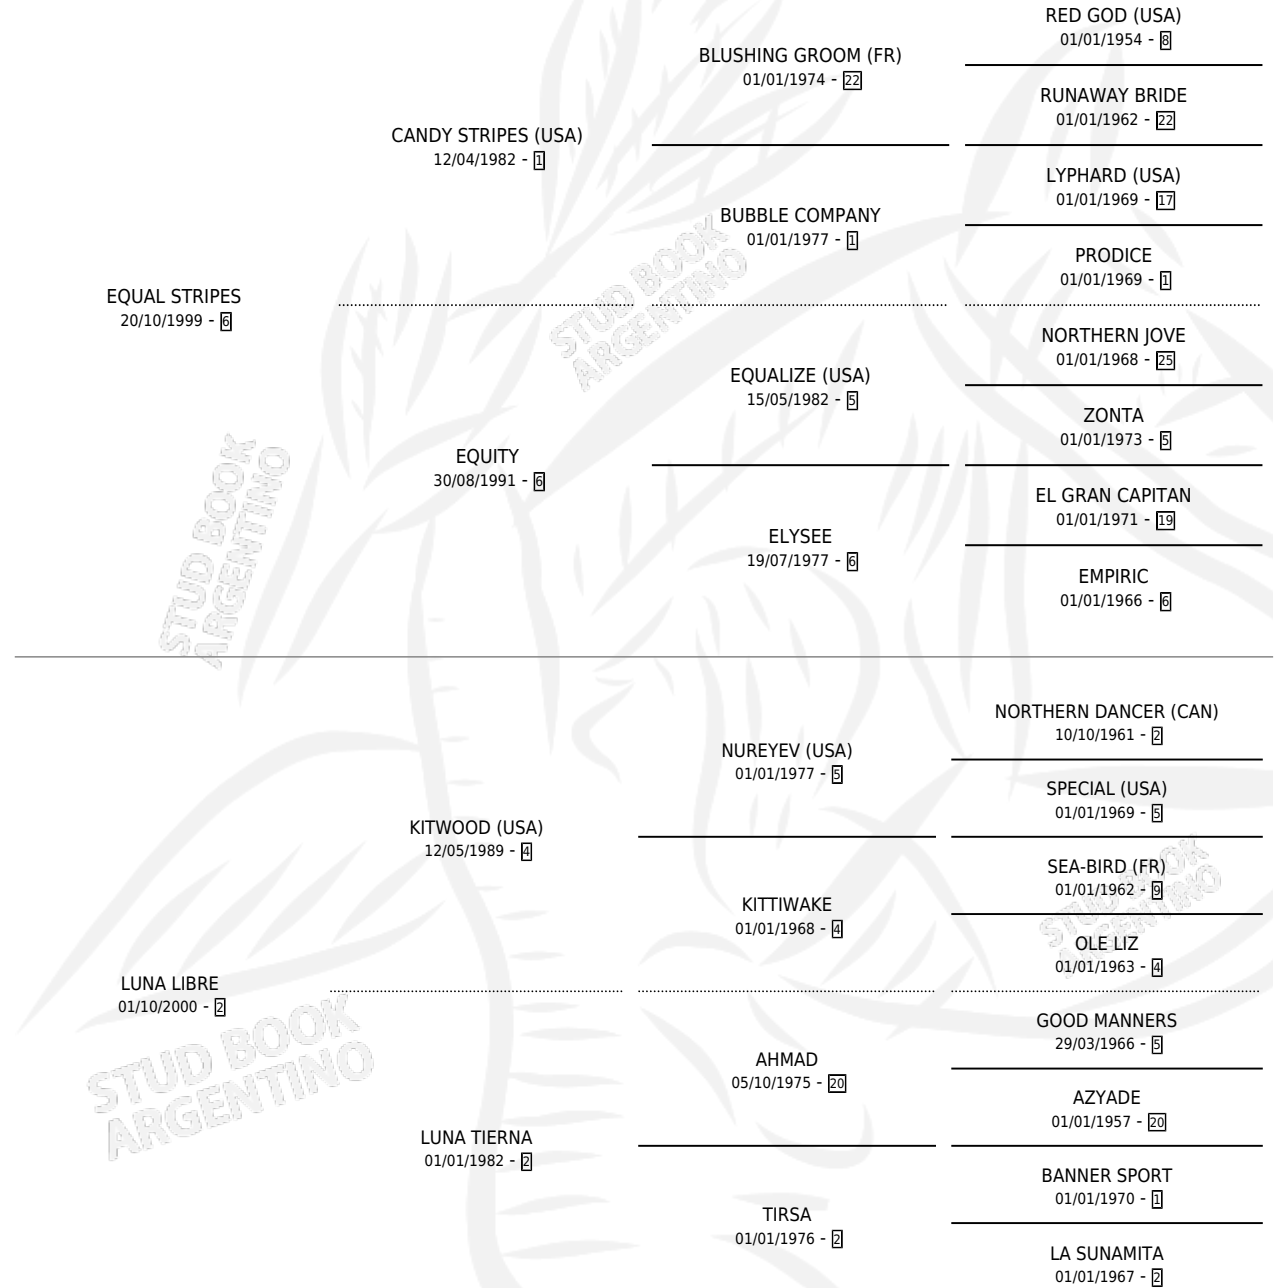 RED GOD (USA)
01/01/1954 - 8
BLUSHING GROOM (FR)
01/01/1974 - 22
RUNAWAY BRIDE
01/01/1962 - 22
CANDY STRIPES (USA)
12/04/1982 - 1
LYPHARD (USA)
01/01/1969 - 17
BUBBLE COMPANY
01/01/1977 - 1
PRODICE
01/01/1969 - 1
EQUAL STRIPES
20/10/1999 - 6
NORTHERN JOVE
01/01/1968 - 25
EQUALIZE (USA)
15/05/1982 - 5
ZONTA
01/01/1973 - 5
EQUITY
30/08/1991 - 6
EL GRAN CAPITAN
01/01/1971 - 19
ELYSEE
19/07/1977 - 6
EMPIRIC
01/01/1966 - 6
NORTHERN DANCER (CAN)
10/10/1961 - 2
NUREYEV (USA)
01/01/1977 - 5
SPECIAL (USA)
01/01/1969 - 5
KITWOOD (USA)
12/05/1989 - 4
SEA-BIRD (FR)
01/01/1962 - 9
KITTIWAKE
01/01/1968 - 4
OLE LIZ
01/01/1963 - 4
LUNA LIBRE
01/10/2000 - 2
GOOD MANNERS
29/03/1966 - 5
AHMAD
05/10/1975 - 20
AZYADE
01/01/1957 - 20
LUNA TIERNA
01/01/1982 - 2
BANNER SPORT
01/01/1970 - 1
TIRSA
01/01/1976 - 2
LA SUNAMITA
01/01/1967 - 2
STUD BOOK
ARGENTINO
STUD BOOK
ARGENTINO
STUD BOOK
ARGENTINO
STUD BOOK
ARGENTINO